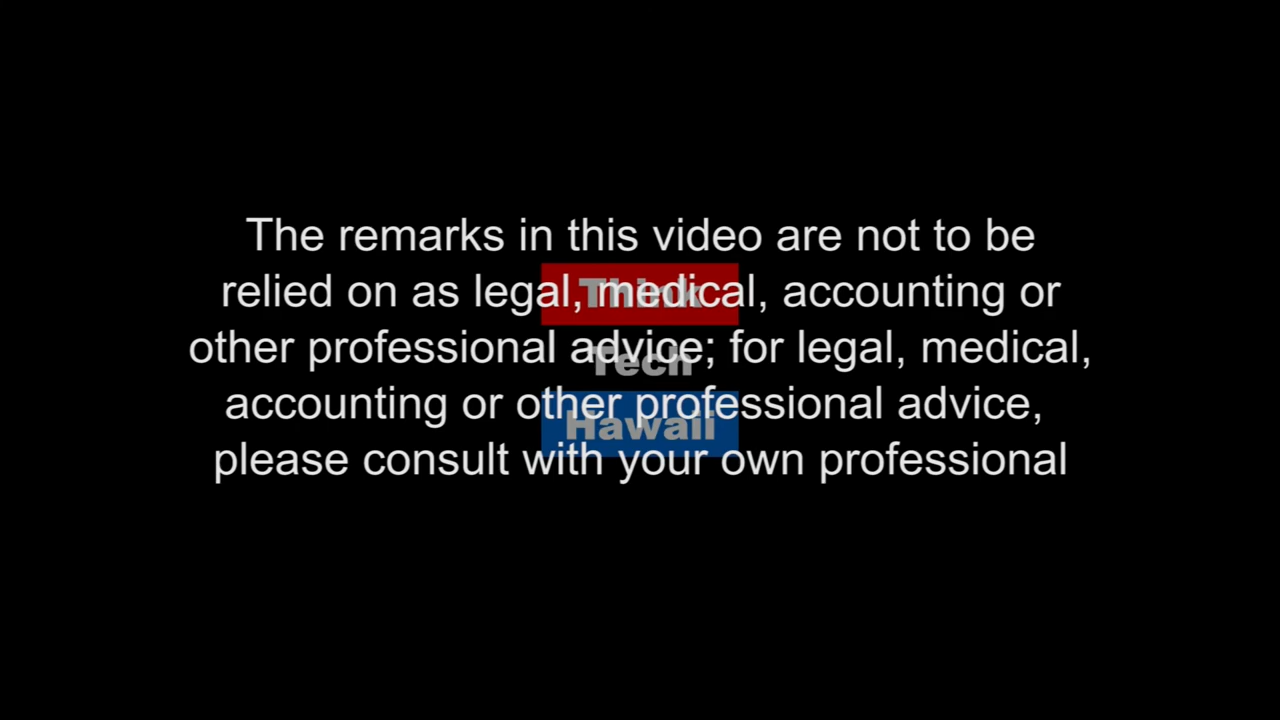 The remarks in this video are not to be
relied on as legal, medical, accounting or
other professional advice; for legal, medical,
accounting or other professional advice,
please consult with your own professional
Think
Tech
Hawaii